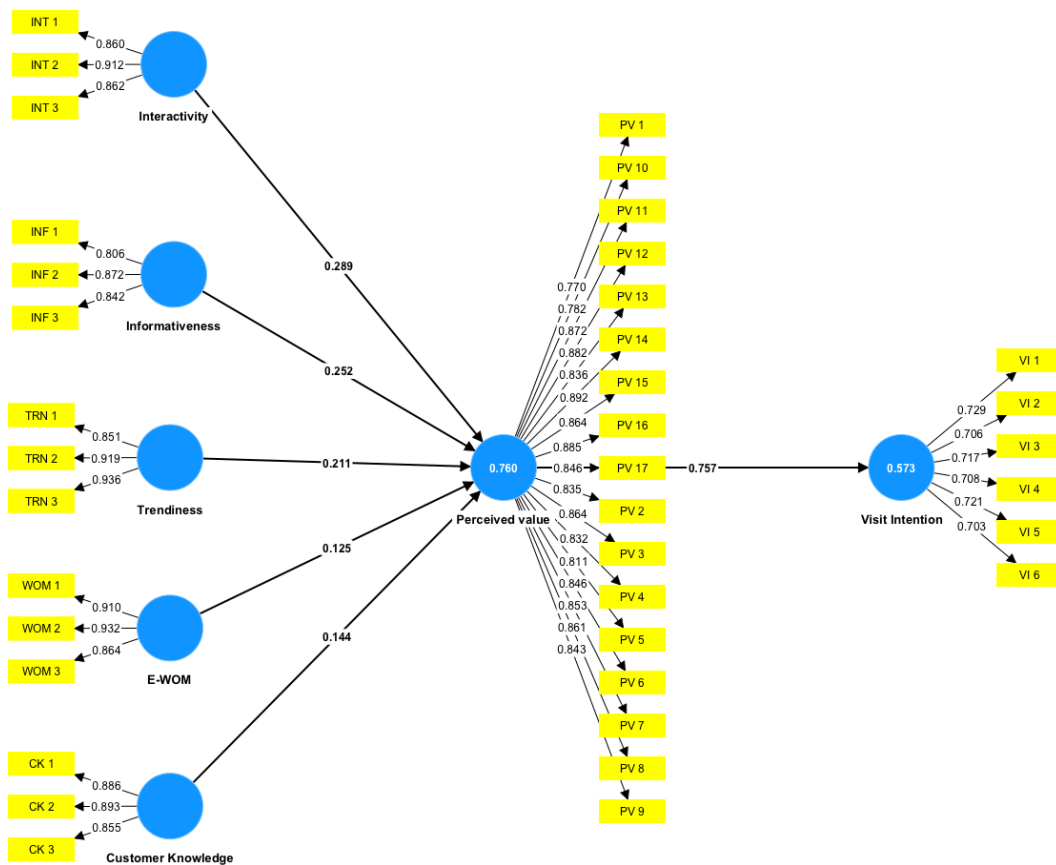 INT 1
0.860
INT 2
0.912
INT 3
0.862
Interactivity
INF 1
0.806
INF 2
0.872
INF 3
0.842
Informativeness
TRN 1
0.851
TRN 2
0.919
TRN 3
0.936
Trendiness
WOM 1
0.910
WOM 2
0.932
WOM 3
0.864
E-WOM
CK 1
0.886
CK 2
0.893
CK 3
0.855
Customer Knowledge
0.289
0.252
0.211
0.125
0.144
0.760
Perceived value
PV 1
PV 10
PV 11
PV 12
PV 13
PV 14
PV 15
PV 16
PV 17
PV 2
PV 3
PV 4
PV 5
PV 6
PV 7
PV 8
PV 9
0.770
0.782
0.872
0.882
0.836
0.892
0.864
0.885
0.846
0.835
0.864
0.832
0.811
0.846
0.853
0.861
0.843
0.757
0.573
Visit Intention
VI 1
0.729
VI 2
0.706
VI 3
0.717
VI 4
0.708
VI 5
0.721
VI 6
0.703